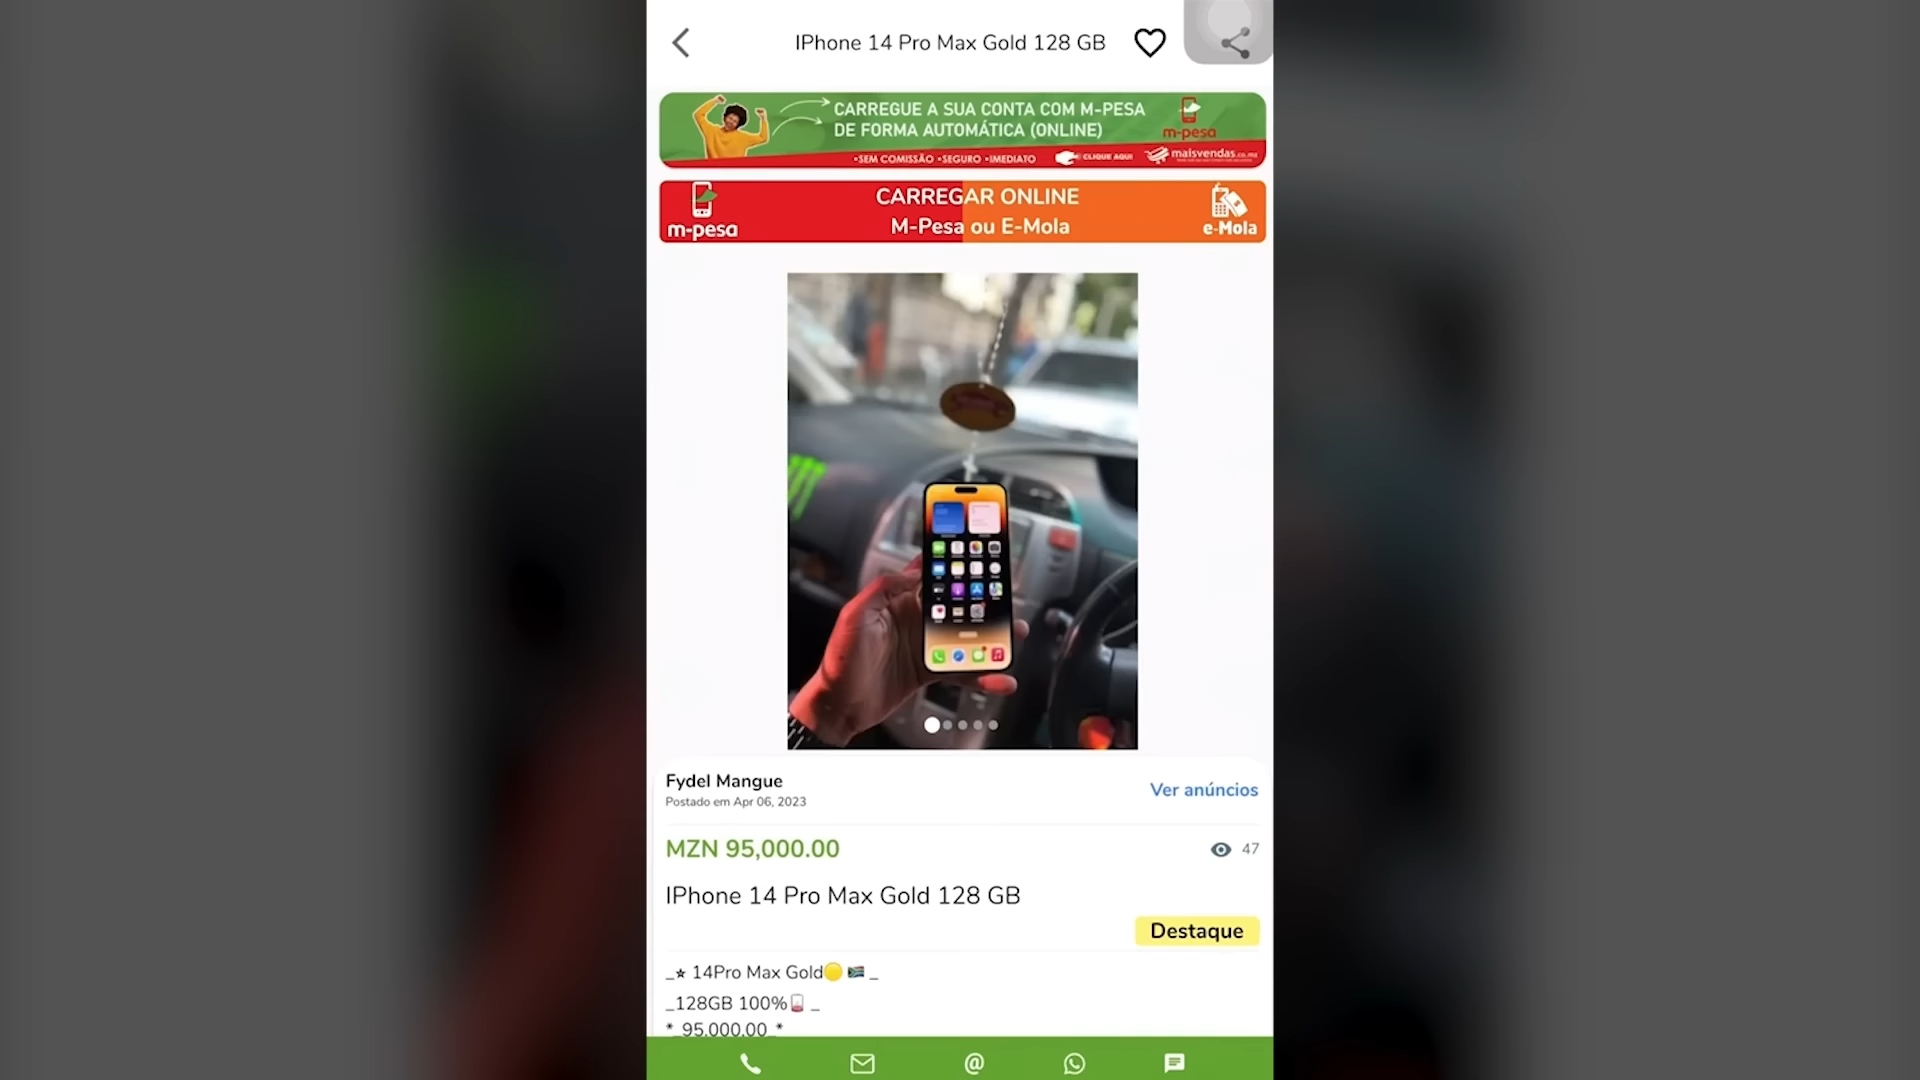 IPhone 14 Pro Max Gold 128 GB
CARREGUE A SUA CONTA COM M-PESA
DE FORMA AUTOMÁTICA (ONLINE)
m-pesa
•SEM COMISSÃO •SEGURO •IMEDIATO
CLIQUE AQUI
maisvendas.co.mz
CARREGAR ONLINE
M-Pesa ou E-Mola
m-pesa
e-Mola
Fydel Mangue
Postado em Apr 06, 2023
Ver anúncios
MZN 95,000.00
47
IPhone 14 Pro Max Gold 128 GB
Destaque
_⭐ 14Pro Max Gold🟡 🇿🇦 _
_128GB 100%🪫 _
*_95.000.00_*